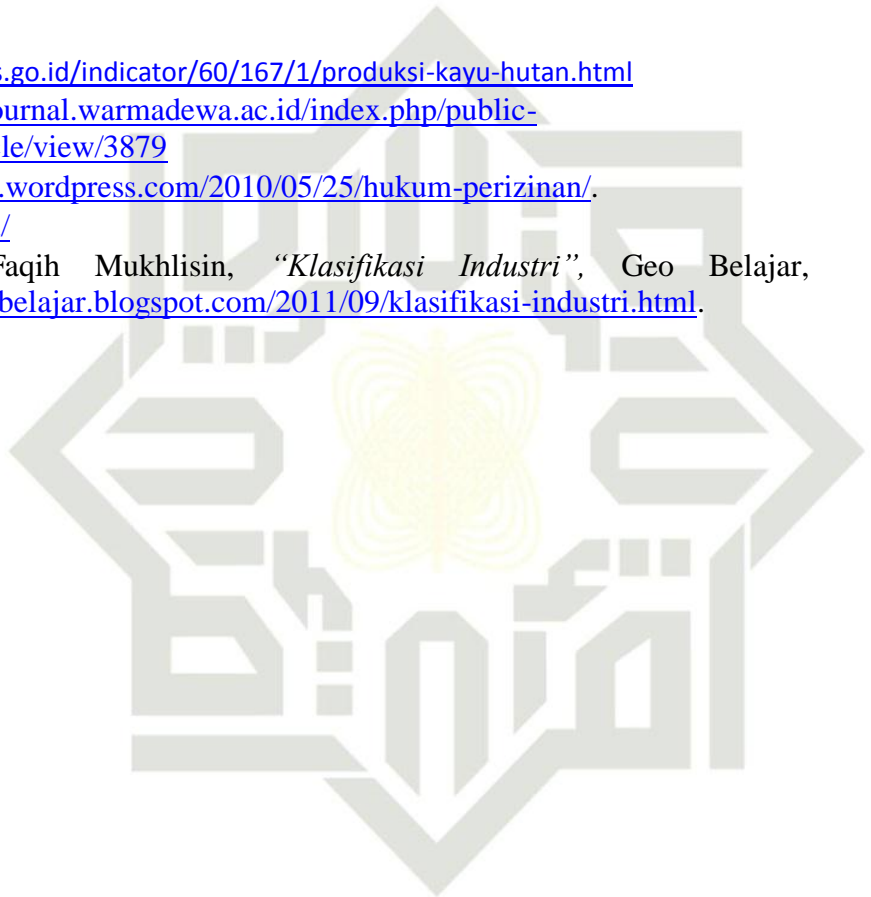 s.go.id/indicator/60/167/1/produksi-kayu-hutan.html
ournal.warmadewa.ac.id/index.php/public-
le/view/3879
.wordpress.com/2010/05/25/hukum-perizinan/.
/
Faqih Mukhlisin, “Klasifikasi Industri”, Geo Belajar,
belajar.blogspot.com/2011/09/klasifikasi-industri.html.